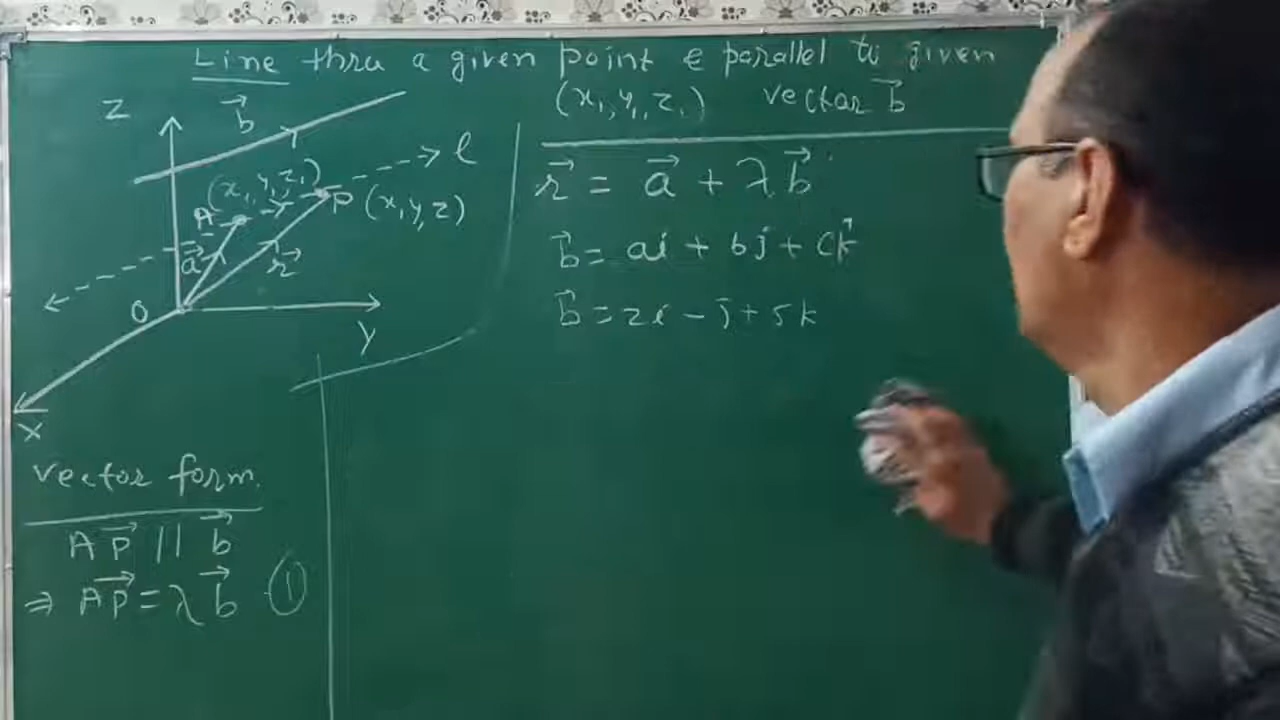 Line thru a given point & parallel to given
(x₁, y₁, z₁) vector b⃗
Z
b⃗
l
(x₁, y₁, z₁)
A
P (x, y, z)
a⃗
r⃗
O
Y
X
r⃗ = a⃗ + λb⃗
b⃗ = ai + bj + ck
b⃗ = 2i - j + 5k
Vector form.
AP⃗ || b⃗
⇒ AP⃗ = λb⃗ ①